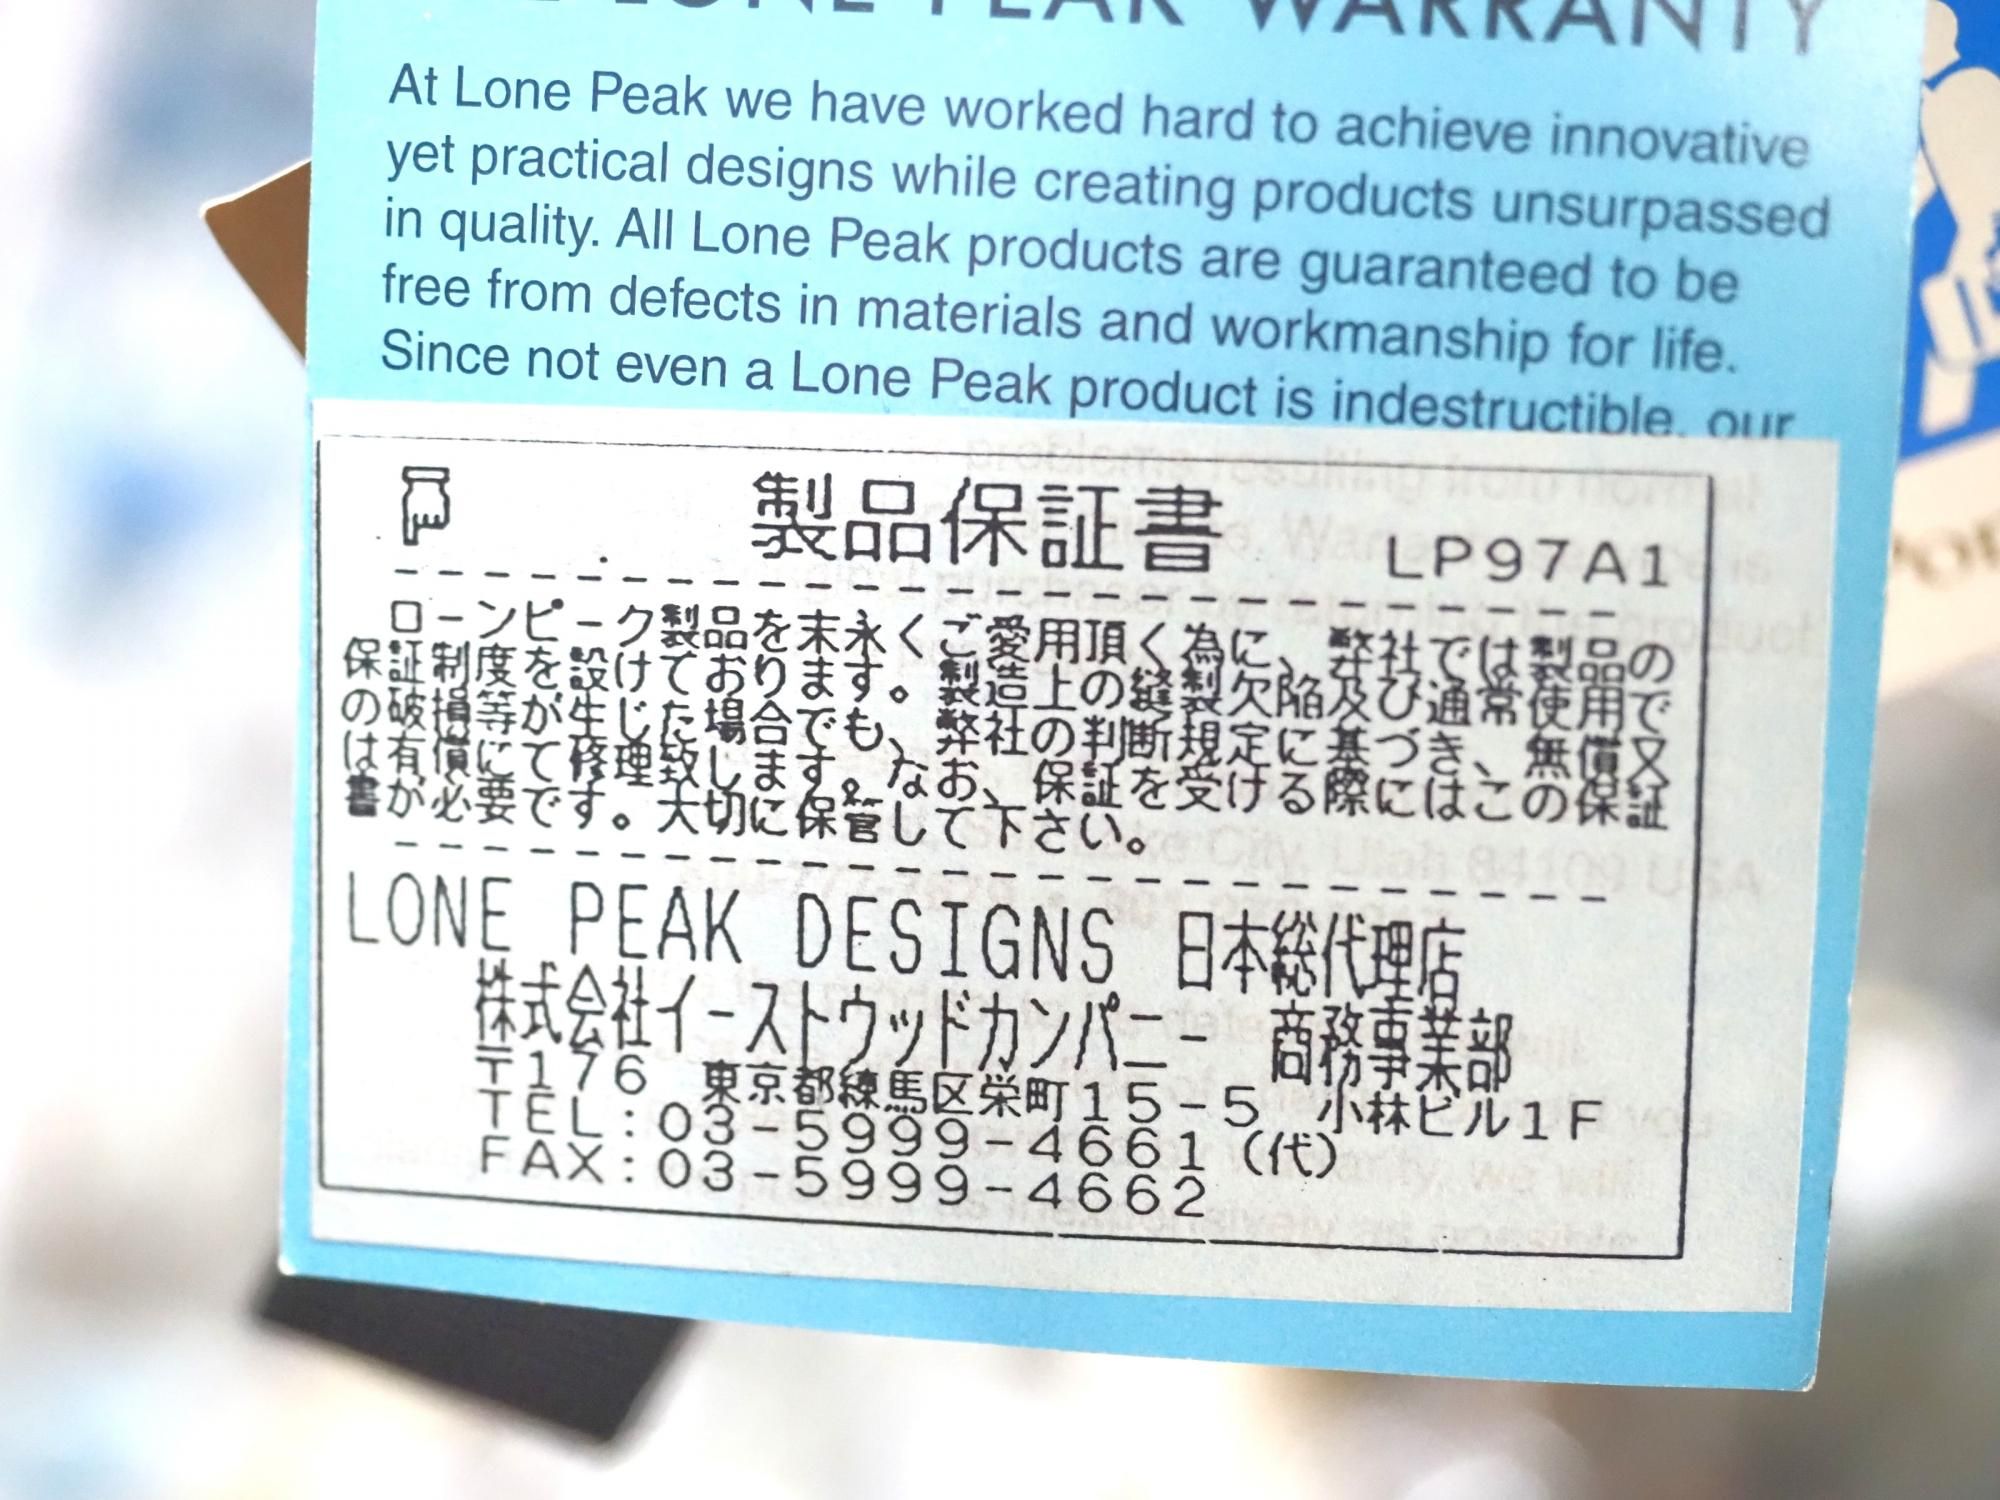 LONE PEAK WARRANTY
At Lone Peak we have worked hard to achieve innovative
yet practical designs while creating products unsurpassed
in quality. All Lone Peak products are guaranteed to be
free from defects in materials and workmanship for life.
Since not even a Lone Peak product is indestructible, our
製品保証書 LP97A1
ローンピーク製品を末永くご愛用頂く為に、弊社では製品の
保証制度を設けております。製造上の縫製欠陥及び通常使用で
の破損等が生じた場合でも、弊社の判断規定に基づき、無償又
は有償にて修理致します。なお、保証を受ける際にはこの保証
書が必要です。大切に保管して下さい。
LONE PEAK DESIGNS 日本総代理店
株式会社イーストウッドカンパニー 商務事業部
〒176 東京都練馬区栄町15-5 小林ビル1F
TEL:03-5999-4661(代)
FAX:03-5999-4662